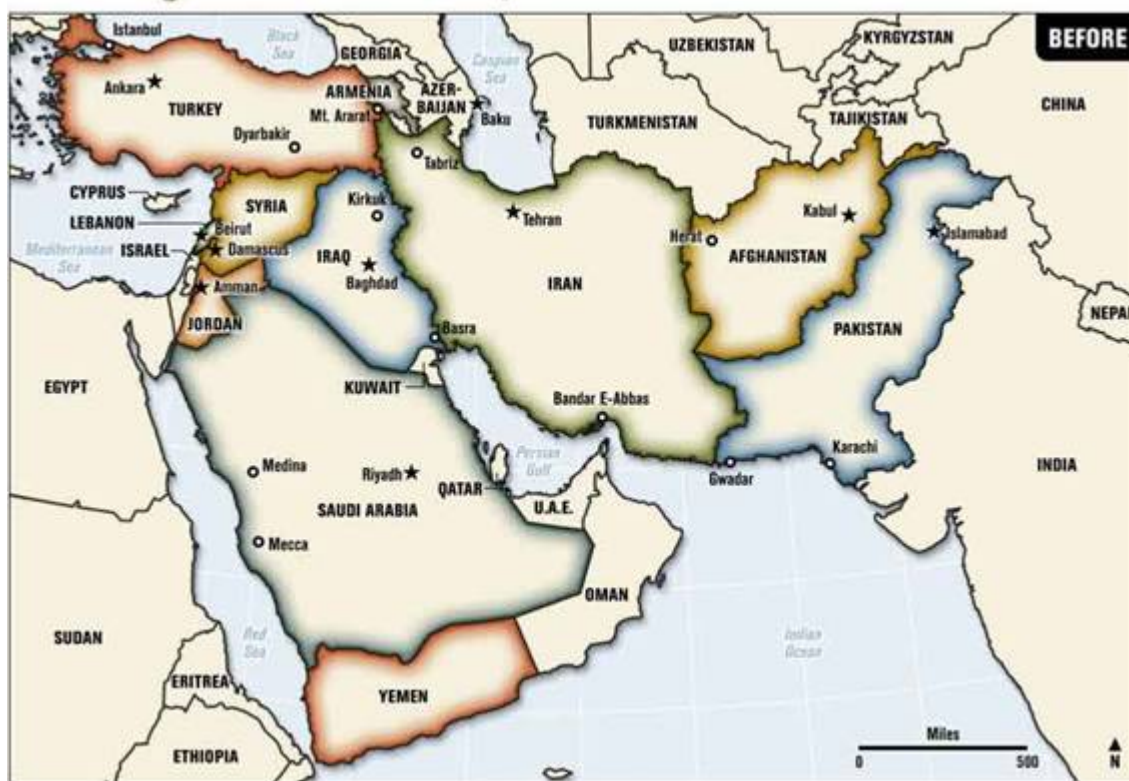 BEFORE
Istanbul
Black
Sea
GEORGIA
Caspian
Sea
UZBEKISTAN
KYRGYZSTAN
Ankara
TURKEY
ARMENIA
Mt. Ararat
AZER-
BAIJAN
Baku
TURKMENISTAN
TAJIKISTAN
CHINA
Dyarbakir
Tabriz
CYPRUS
SYRIA
Kirkuk
Tehran
Herat
Kabul
Islamabad
LEBANON
Beirut
Mediterranean
Sea
ISRAEL
Damascus
IRAQ
Baghdad
IRAN
AFGHANISTAN
Amman
JORDAN
Basra
PAKISTAN
NEPAL
EGYPT
KUWAIT
Bandar E-Abbas
Medina
Riyadh
Persian
Gulf
QATAR
U.A.E.
Gwadar
Karachi
INDIA
SAUDI ARABIA
Mecca
OMAN
SUDAN
Red
Sea
Indian
Ocean
YEMEN
ERITREA
ETHIOPIA
Miles
0
500
N